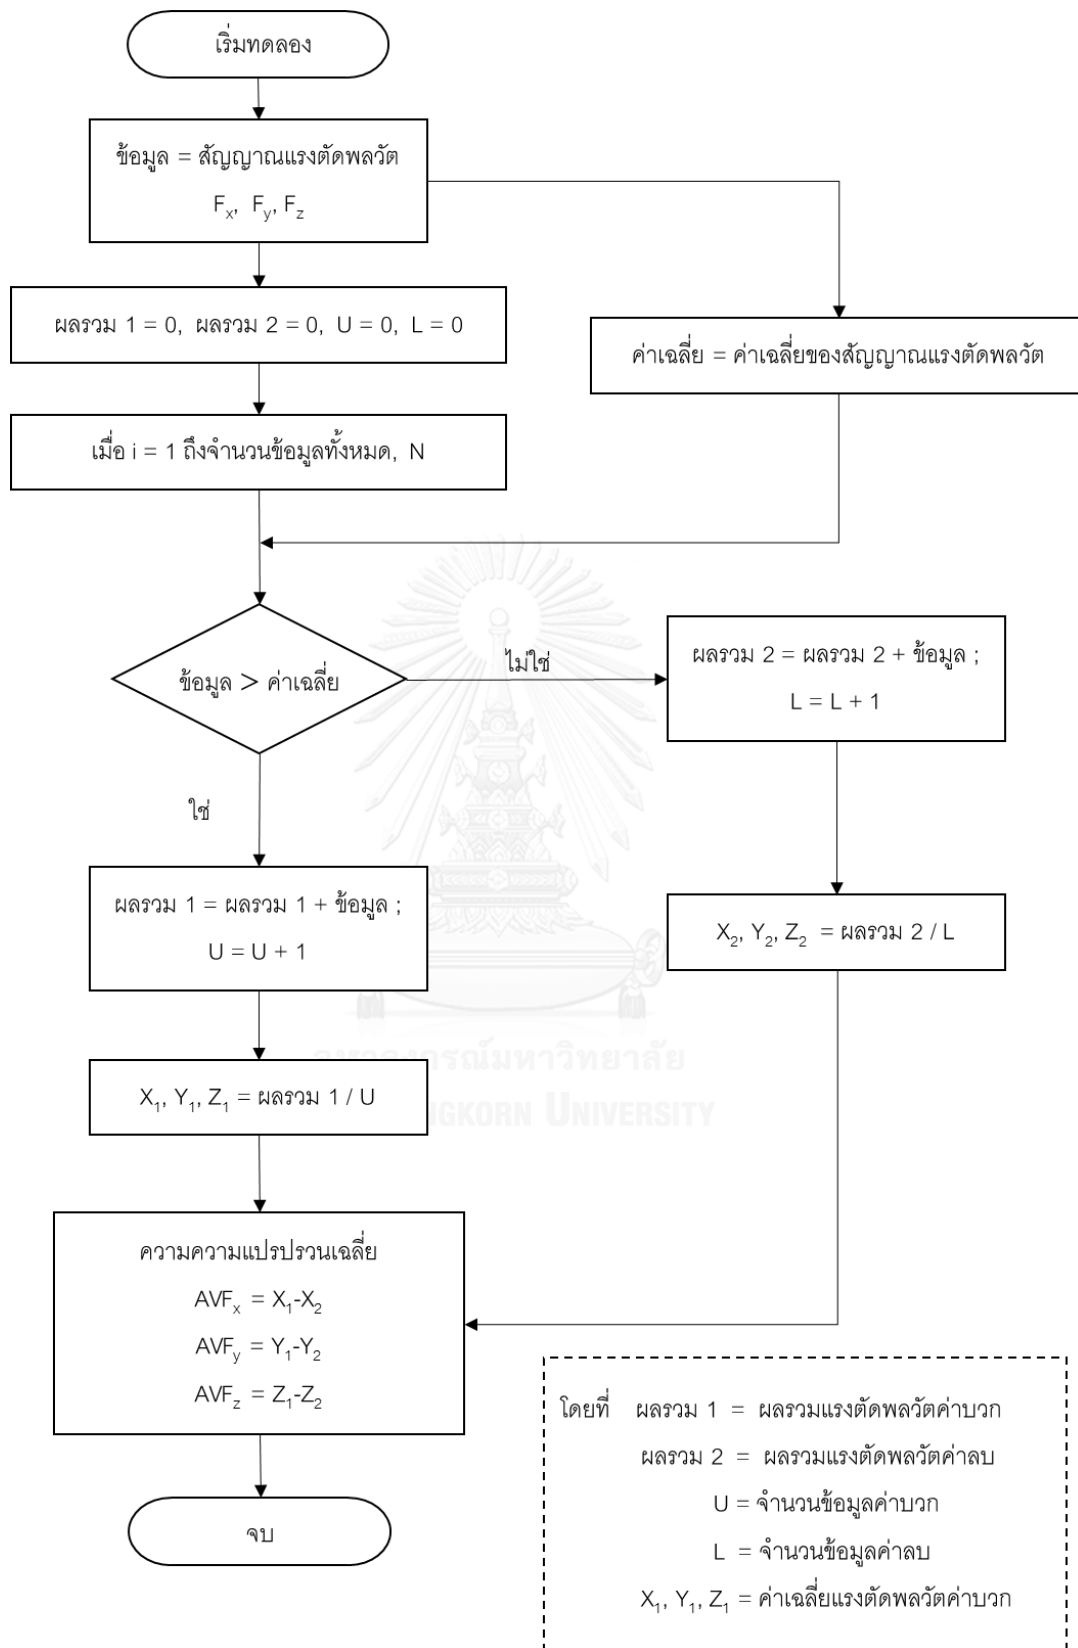 เริ่มทดลอง
ข้อมูล = สัญญาณแรงตัดพลวัต
Fx, Fy, Fz
ผลรวม 1 = 0, ผลรวม 2 = 0, U = 0, L = 0
ค่าเฉลี่ย = ค่าเฉลี่ยของสัญญาณแรงตัดพลวัต
เมื่อ i = 1 ถึงจำนวนข้อมูลทั้งหมด, N
ข้อมูล > ค่าเฉลี่ย
ไม่ใช่
ผลรวม 2 = ผลรวม 2 + ข้อมูล ;
L = L + 1
ใช่
ผลรวม 1 = ผลรวม 1 + ข้อมูล ;
U = U + 1
X2, Y2, Z2 = ผลรวม 2 / L
X1, Y1, Z1 = ผลรวม 1 / U
ความความแปรปรวนเฉลี่ย
AVFx = X1-X2
AVFy = Y1-Y2
AVFz = Z1-Z2
จบ
โดยที่ ผลรวม 1 = ผลรวมแรงตัดพลวัตค่าบวก
ผลรวม 2 = ผลรวมแรงตัดพลวัตค่าลบ
U = จำนวนข้อมูลค่าบวก
L = จำนวนข้อมูลค่าลบ
X1, Y1, Z1 = ค่าเฉลี่ยแรงตัดพลวัตค่าบวก
UNIVERSITY